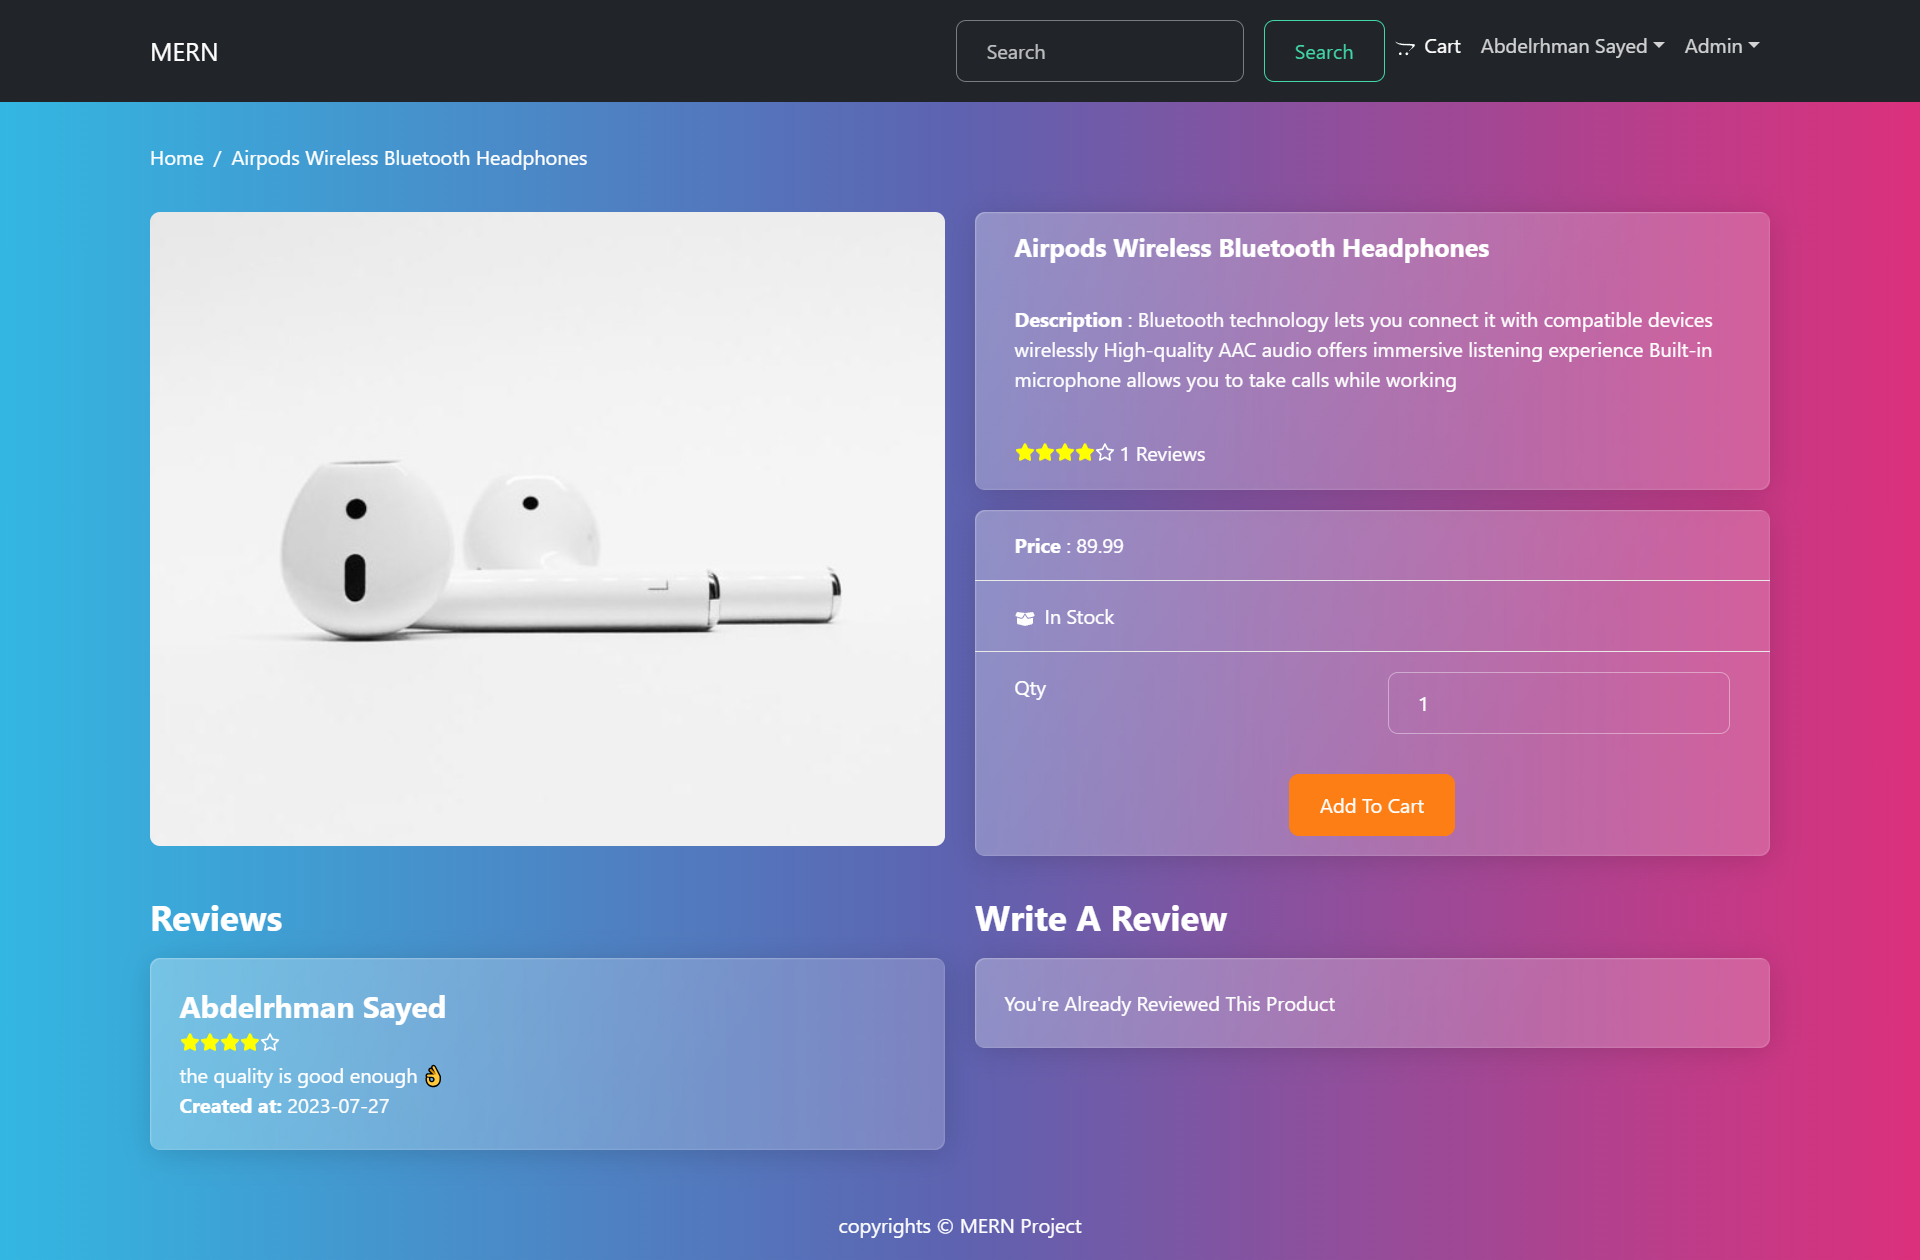 MERN
Search
Search
Cart
Abdelrhman Sayed
Admin
Home / Airpods Wireless Bluetooth Headphones
Airpods Wireless Bluetooth Headphones
Description : Bluetooth technology lets you connect it with compatible devices
wirelessly High-quality AAC audio offers immersive listening experience Built-in
microphone allows you to take calls while working
1 Reviews
Price : 89.99
In Stock
Qty
1
Add To Cart
Reviews
Abdelrhman Sayed
the quality is good enough 👌
Created at: 2023-07-27
Write A Review
You're Already Reviewed This Product
copyrights © MERN Project